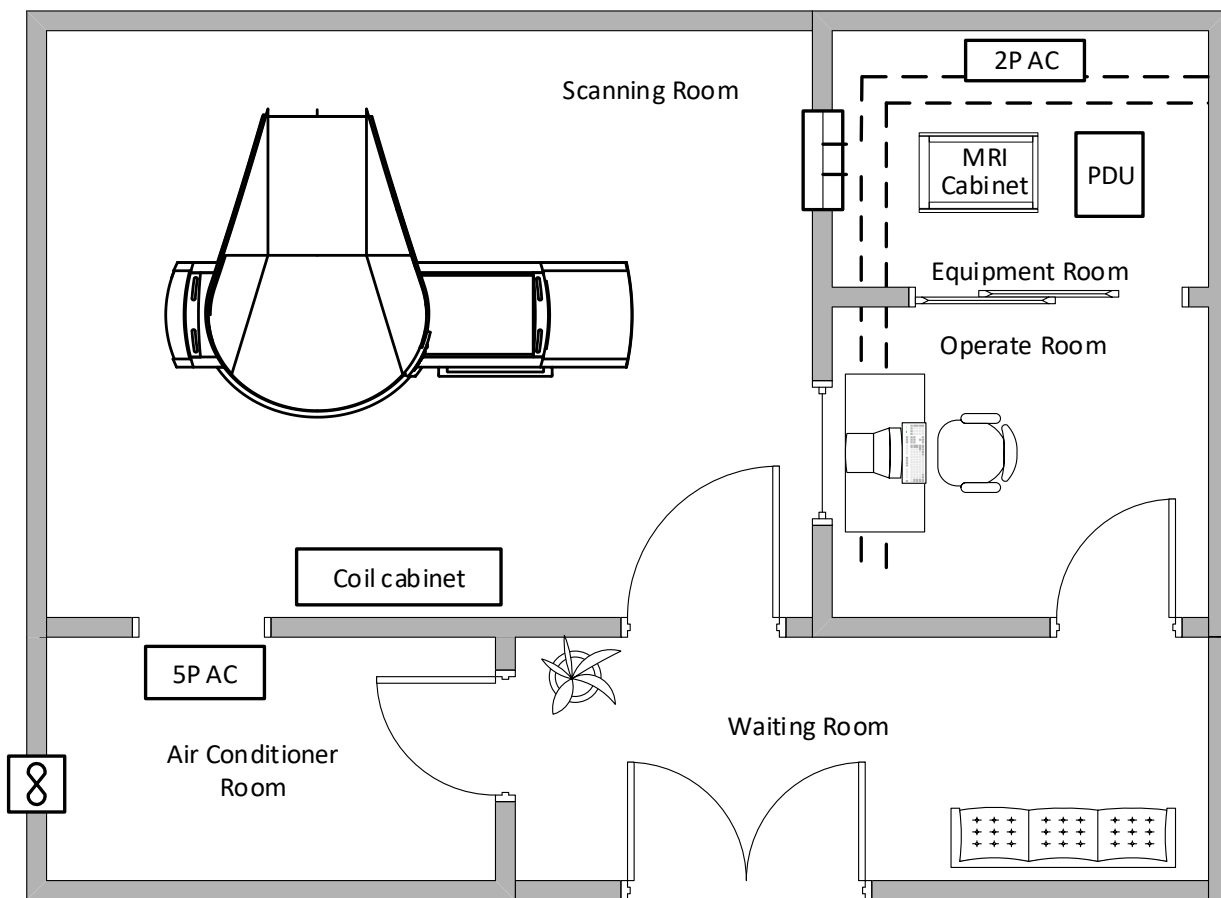 2P AC
Scanning Room
MRI
Cabinet
PDU
Equipment Room
Operate Room
Coil cabinet
5P AC
Waiting Room
Air Conditioner
Room